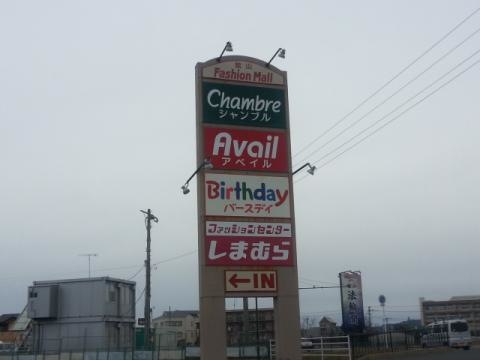 Fashion Mall
Chambre
シャンブル
Avail
アベイル
Birthday
バースデイ
ファッションセンター
しまむら
←IN